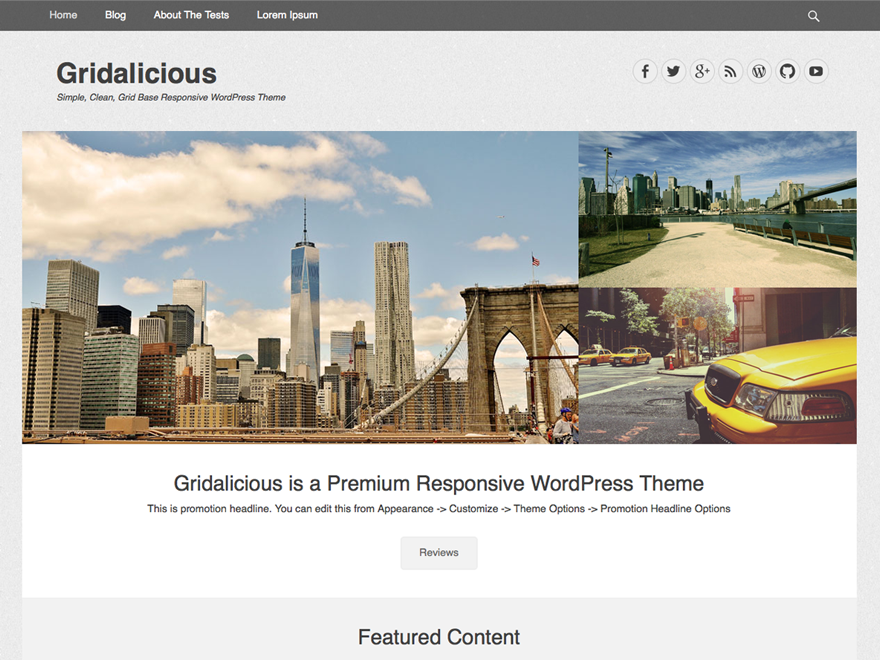 Home Blog About The Tests Lorem Ipsum
Gridalicious
Simple, Clean, Grid Base Responsive WordPress Theme
Gridalicious is a Premium Responsive WordPress Theme
This is promotion headline. You can edit this from Appearance -> Customize -> Theme Options -> Promotion Headline Options
Reviews
Featured Content